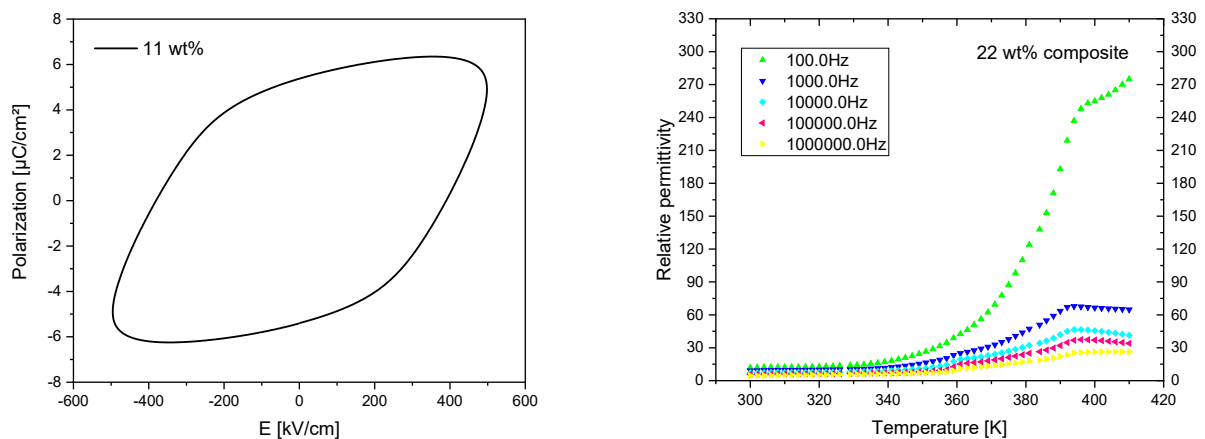 8
6
4
2
0
-2
-4
-6
-8
Polarization [µC/cm²]
11 wt%
-600 -400 -200 0 200 400 600
E [kV/cm]
330
300
270
240
210
180
150
120
90
60
30
0
Relative permittivity
22 wt% composite
100.0Hz
1000.0Hz
10000.0Hz
100000.0Hz
1000000.0Hz
330
300
270
240
210
180
150
120
90
60
30
0
300 320 340 360 380 400 420
Temperature [K]